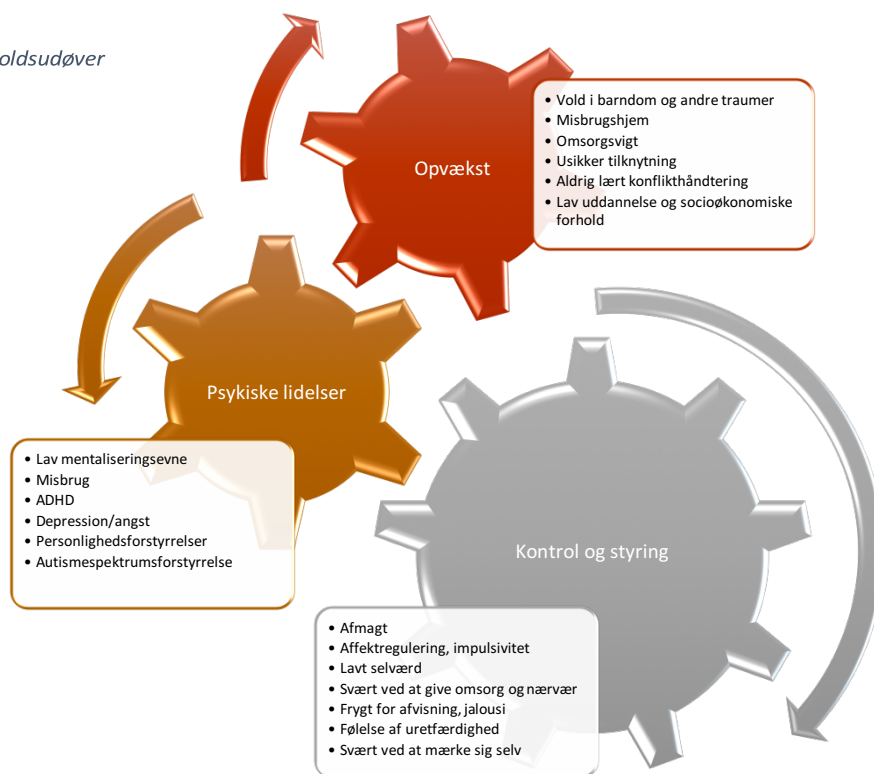 oldsudøver
Opvækst
• Vold i barndom og andre traumer
• Misbrugshjem
• Omsorgsvigt
• Usikker tilknytning
• Aldrig lært konflikthåndtering
• Lav uddannelse og socioøkonomiske
forhold
Psykiske lidelser
• Lav mentaliseringsevne
• Misbrug
• ADHD
• Depression/angst
• Personlighedsforstyrrelser
• Autismespektrumsforstyrrelse
Kontrol og styring
• Afmagt
• Affektregulering, impulsivitet
• Lavt selværd
• Svært ved at give omsorg og nærvær
• Frygt for afvisning, jalousi
• Følelse af uretfærdighed
• Svært ved at mærke sig selv